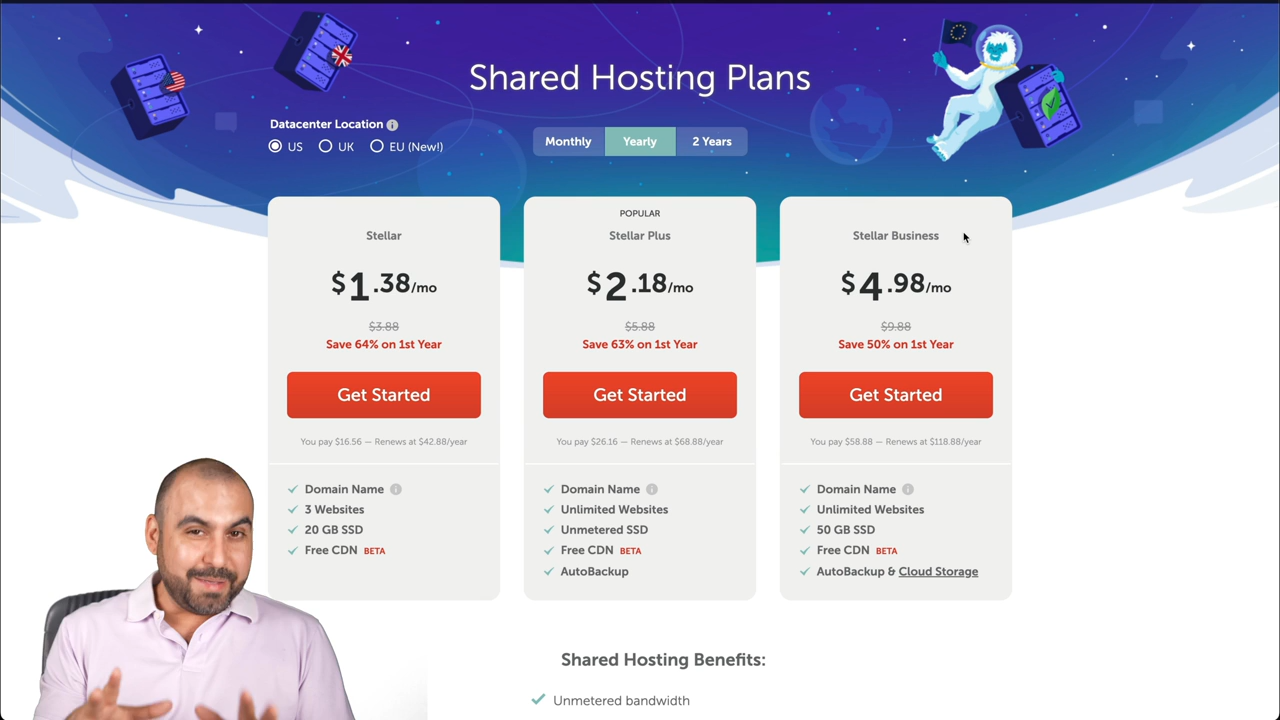 Shared Hosting Plans
Datacenter Location
US UK EU (New!)
Monthly Yearly 2 Years
Stellar
$1.38/mo
$3.88
Save 64% on 1st Year
Get Started
You pay $16.56 — Renews at $42.88/year
Domain Name
3 Websites
20 GB SSD
Free CDN BETA
POPULAR
Stellar Plus
$2.18/mo
$5.88
Save 63% on 1st Year
Get Started
You pay $26.16 — Renews at $68.88/year
Domain Name
Unlimited Websites
Unmetered SSD
Free CDN BETA
AutoBackup
Stellar Business
$4.98/mo
$9.88
Save 50% on 1st Year
Get Started
You pay $58.88 — Renews at $118.88/year
Domain Name
Unlimited Websites
50 GB SSD
Free CDN BETA
AutoBackup & Cloud Storage
Shared Hosting Benefits:
Unmetered bandwidth